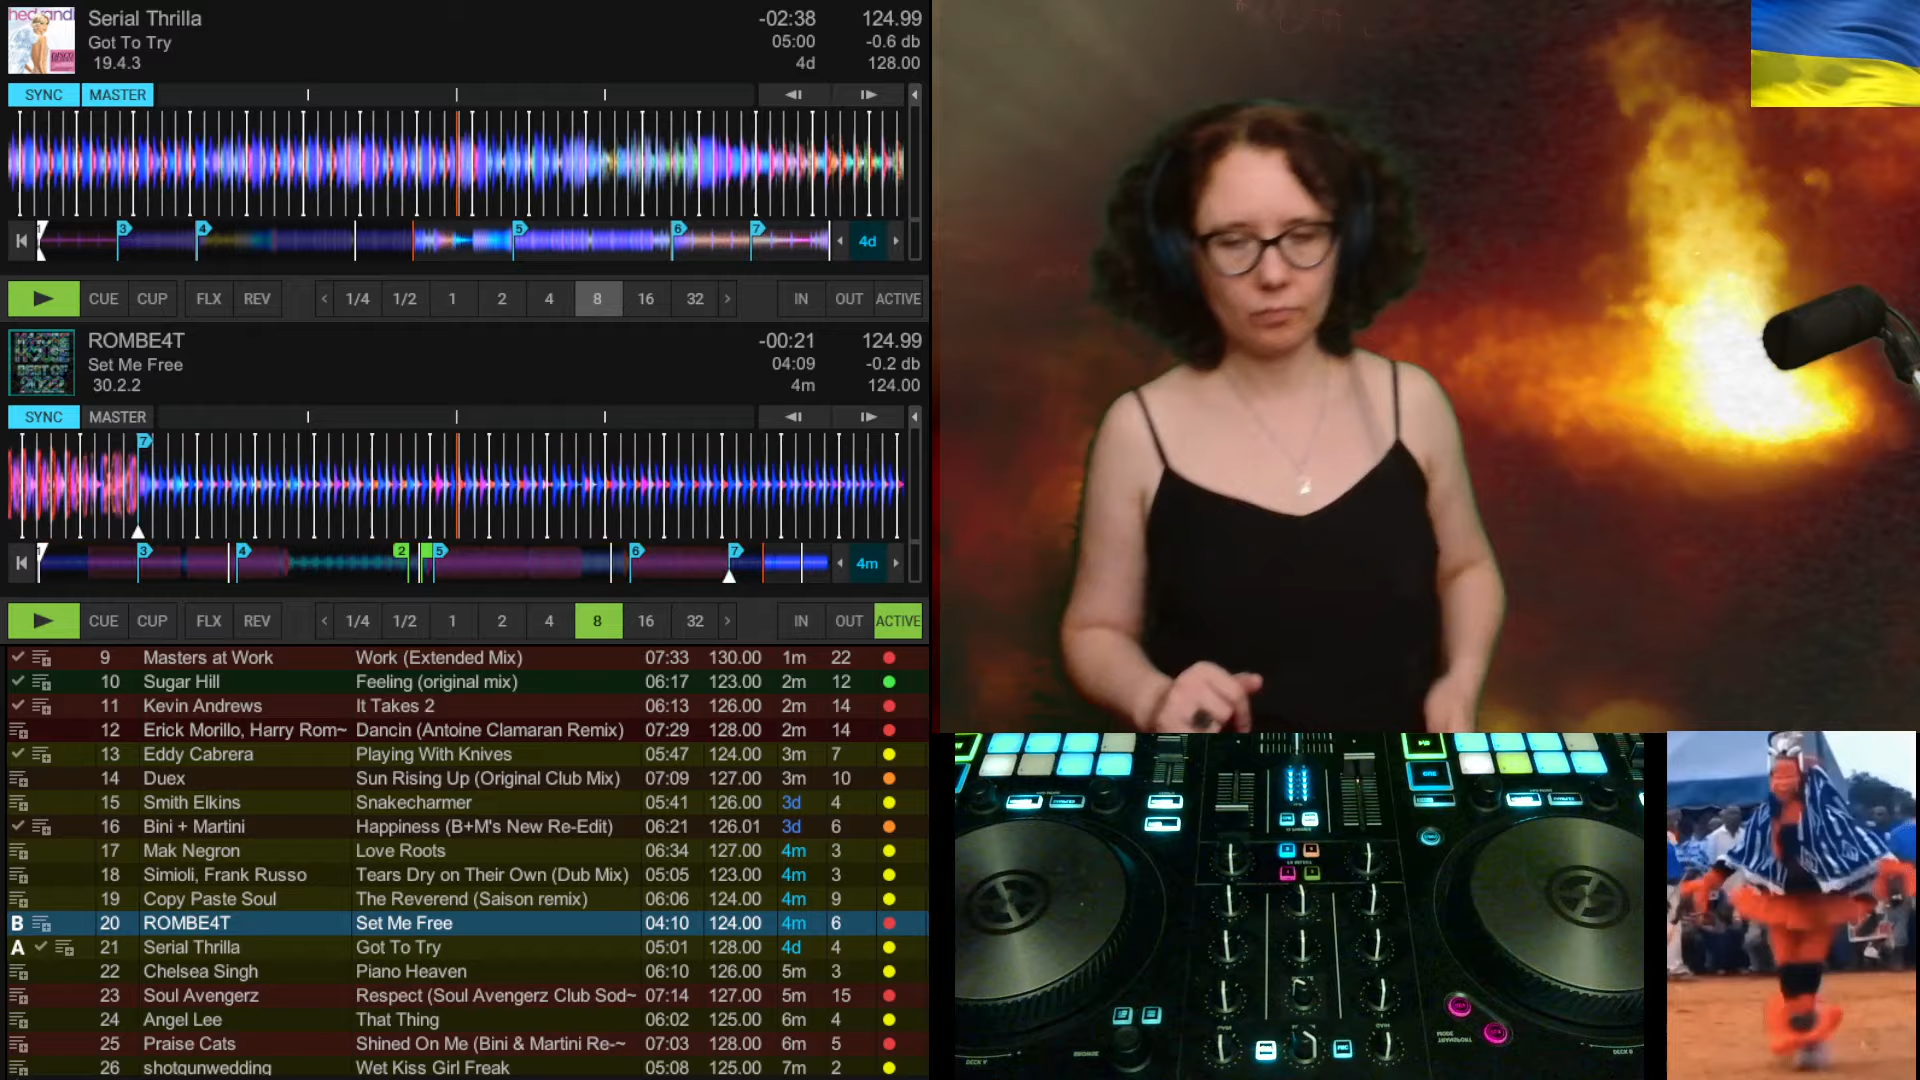 Serial Thrilla -02:38 124.99
Got To Try 05:00 -0.6 db
19.4.3 4d 128.00
SYNC MASTER
3 4 5 6 7 4d
CUE CUP FLX REV 1/4 1/2 1 2 4 8 16 32 IN OUT ACTIVE
ROMBE4T -00:21 124.99
Set Me Free 04:09 -0.2 db
30.2.2 4m 124.00
HOUSE
BEST OF
SYNC MASTER
7
3 4 2 5 6 7 4m
CUE CUP FLX REV 1/4 1/2 1 2 4 8 16 32 IN OUT ACTIVE
9 Masters at Work Work (Extended Mix) 07:33 130.00 1m 22
10 Sugar Hill Feeling (original mix) 06:17 123.00 2m 12
11 Kevin Andrews It Takes 2 06:13 126.00 2m 14
12 Erick Morillo, Harry Rom~ Dancin (Antoine Clamaran Remix) 07:29 128.00 2m 14
13 Eddy Cabrera Playing With Knives 05:47 124.00 3m 7
14 Duex Sun Rising Up (Original Club Mix) 07:09 127.00 3m 10
15 Smith Elkins Snakecharmer 05:41 126.00 3d 4
16 Bini + Martini Happiness (B+M's New Re-Edit) 06:21 126.01 3d 6
17 Mak Negron Love Roots 06:34 127.00 4m 3
18 Simioli, Frank Russo Tears Dry on Their Own (Dub Mix) 05:05 123.00 4m 3
19 Copy Paste Soul The Reverend (Saison remix) 06:06 124.00 4m 9
B 20 ROMBE4T Set Me Free 04:10 124.00 4m 6
A 21 Serial Thrilla Got To Try 05:01 128.00 4d 4
22 Chelsea Singh Piano Heaven 06:10 126.00 5m 3
23 Soul Avengerz Respect (Soul Avengerz Club Sod~ 07:14 127.00 5m 15
24 Angel Lee That Thing 06:02 125.00 6m 4
25 Praise Cats Shined On Me (Bini & Martini Re-~ 07:03 128.00 6m 5
26 shotgunwedding Wet Kiss Girl Freak 05:08 125.00 7m 2